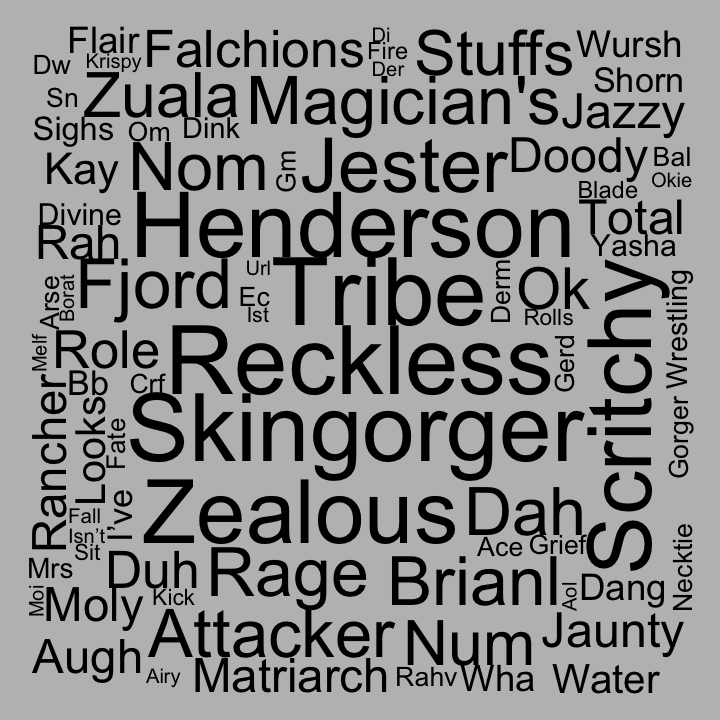 Flair
Falchions
Di
Fire
Der
Stuffs
Wursh
Dw
Krispy
Shorn
Sn
Zuala
Magician's
Jazzy
Sighs
Om
Dink
Kay
Nom
Gm
Jester
Doody
Bal
Okie
Blade
Divine
Henderson
Total
Rah
Yasha
Arse
Borat
Fjord
Url
Ec
Ist
Tribe
Derm
Ok
Rolls
Scritchy
Wrestling
Melf
Role
Reckless
Gerd
Bb
Crf
Rancher
Looks
Fate
Skingorger
Gorger
Fall
Isn't
Sit
I've
Zealous
Dah
Ace
Grief
Necktie
Mrs
Duh
Rage
Brianl
Aol
Dang
Moi
Moly
Kick
Attacker
Num
Jaunty
Augh
Airy
Matriarch
Rahv
Wha
Water